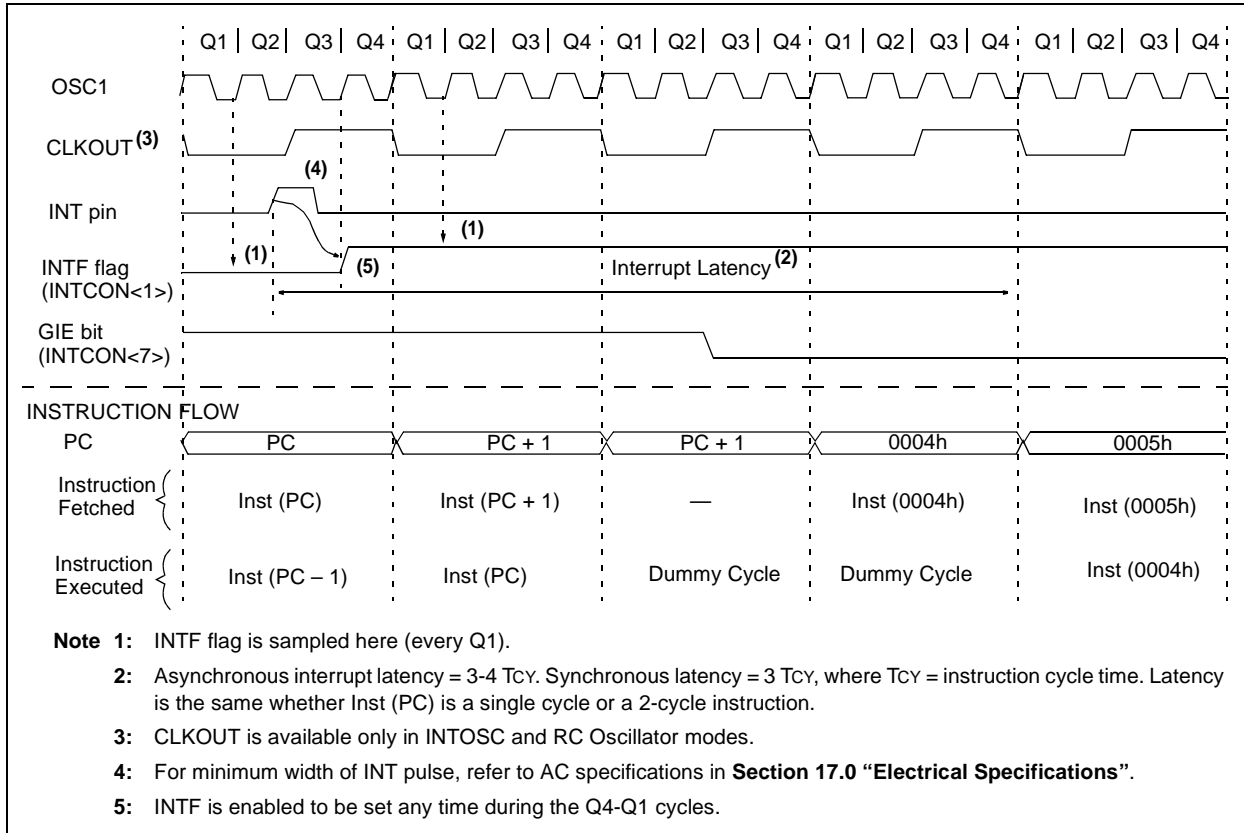 Q1 Q2 Q3 Q4 Q1 Q2 Q3 Q4 Q1 Q2 Q3 Q4 Q1 Q2 Q3 Q4 Q1 Q2 Q3 Q4
OSC1
CLKOUT (3)
(4)
INT pin
(1)
(1)
(5)
INTF flag
(INTCON<1>)
Interrupt Latency (2)
GIE bit
(INTCON<7>)
INSTRUCTION FLOW
PC PC PC + 1 PC + 1 0004h 0005h
Instruction
Fetched
Inst (PC) Inst (PC + 1) — Inst (0004h) Inst (0005h)
Instruction
Executed
Inst (PC – 1) Inst (PC) Dummy Cycle Dummy Cycle Inst (0004h)
Note 1: INTF flag is sampled here (every Q1).
2: Asynchronous interrupt latency = 3-4 TCY. Synchronous latency = 3 TCY, where TCY = instruction cycle time. Latency
is the same whether Inst (PC) is a single cycle or a 2-cycle instruction.
3: CLKOUT is available only in INTOSC and RC Oscillator modes.
4: For minimum width of INT pulse, refer to AC specifications in Section 17.0 “Electrical Specifications”.
5: INTF is enabled to be set any time during the Q4-Q1 cycles.